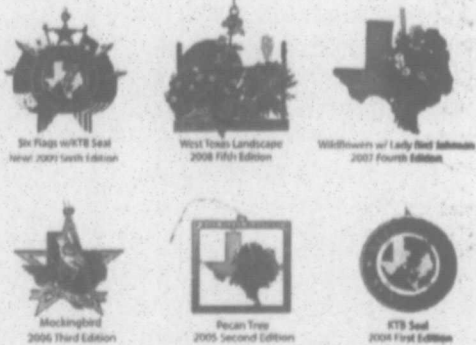 Six Flags w/KTB Seal
New! 2009 Sixth Edition
West Texas Landscape
2008 Fifth Edition
Wildflowers w/ Lady Bird Johnson
2007 Fourth Edition
Mockingbird
2006 Third Edition
Pecan Tree
2005 Second Edition
KTB Seal
2004 First Edition